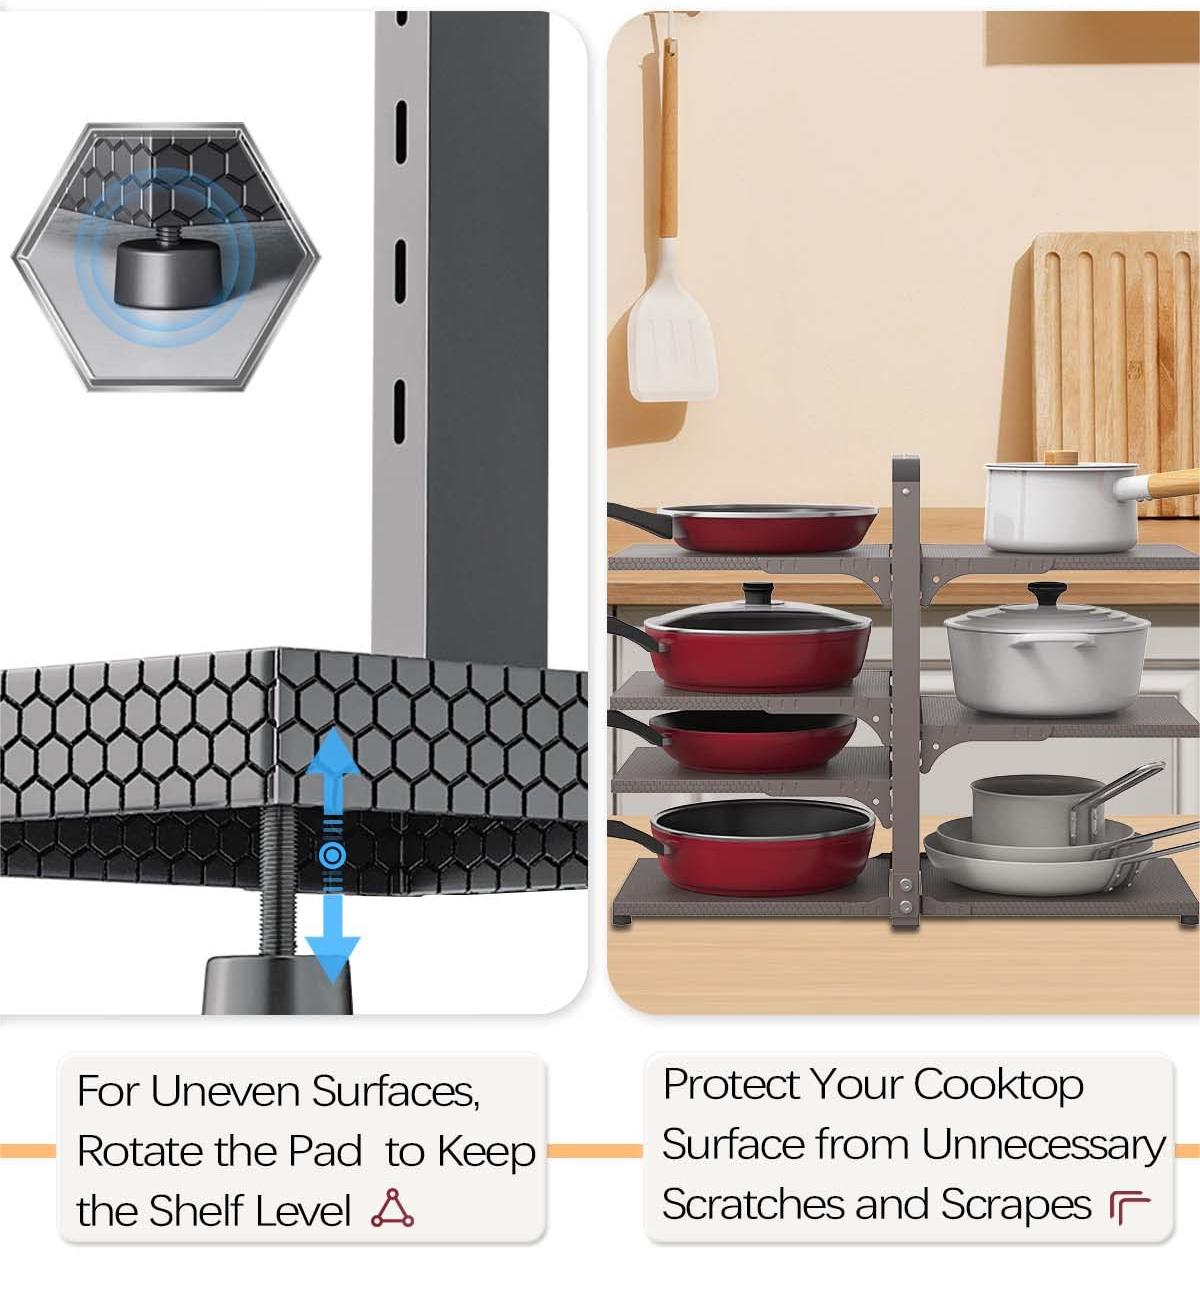 For Uneven Surfaces,
Rotate the Pad to Keep
the Shelf Level
Protect Your Cooktop
Surface from Unnecessary
Scratches and Scrapes